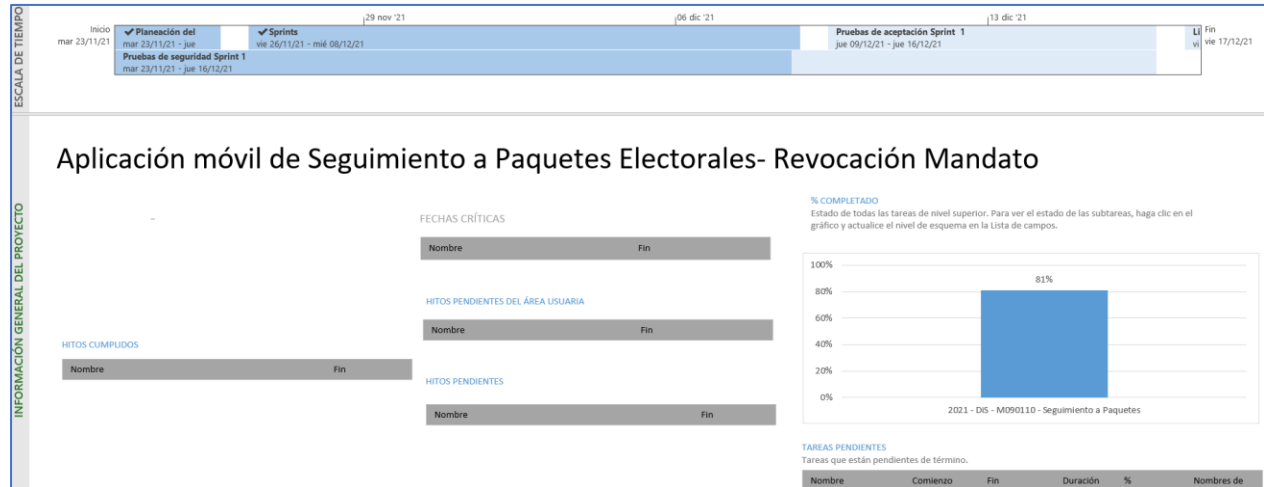 ESCALA DE TIEMPO
29 nov '21
06 dic '21
13 dic '21
Inicio
mar 23/11/21
Planeación del
mar 23/11/21 - jue
Sprints
vie 26/11/21 - mié 08/12/21
Pruebas de aceptación Sprint 1
jue 09/12/21 - jue 16/12/21
Li
vi
Fin
vie 17/12/21
Pruebas de seguridad Sprint 1
mar 23/11/21 - jue 16/12/21
INFORMACIÓN GENERAL DEL PROYECTO
Aplicación móvil de Seguimiento a Paquetes Electorales- Revocación Mandato
–
HITOS CUMPLIDOS
Nombre Fin
FECHAS CRÍTICAS
Nombre Fin
HITOS PENDIENTES DEL ÁREA USUARIA
Nombre Fin
HITOS PENDIENTES
Nombre Fin
% COMPLETADO
Estado de todas las tareas de nivel superior. Para ver el estado de las subtareas, haga clic en el
gráfico y actualice el nivel de esquema en la Lista de campos.
100%
81%
80%
60%
40%
20%
0%
2021 - DiS - M090110 - Seguimiento a Paquetes
TAREAS PENDIENTES
Tareas que están pendientes de término.
Nombre Comienzo Fin Duración % Nombres de